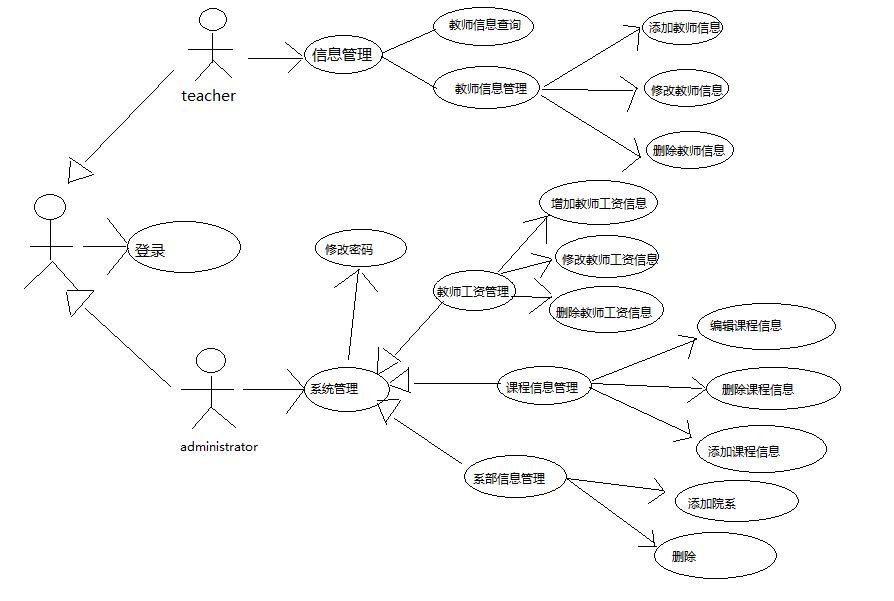 teacher
信息管理
教师信息查询
教师信息管理
添加教师信息
修改教师信息
删除教师信息
登录
修改密码
增加教师工资信息
修改教师工资信息
删除教师工资信息
教师工资管理
编辑课程信息
删除课程信息
添加课程信息
课程信息管理
系统管理
administrator
系部信息管理
添加院系
删除